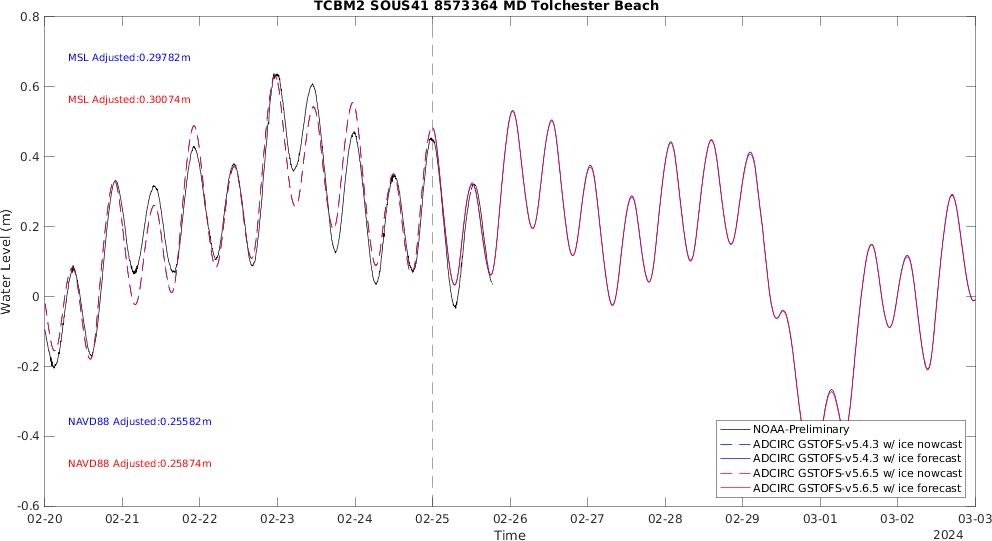 TCBM2 SOUS41 8573364 MD Tolchester Beach
0.8
0.6
0.4
0.2
0
-0.2
-0.4
-0.6
Water Level (m)
MSL Adjusted:0.29782m
MSL Adjusted:0.30074m
NAVD88 Adjusted:0.25582m
NAVD88 Adjusted:0.25874m
NOAA-Preliminary
ADCIRC GSTOFS-v5.4.3 w/ ice nowcast
ADCIRC GSTOFS-v5.4.3 w/ ice forecast
ADCIRC GSTOFS-v5.6.5 w/ ice nowcast
ADCIRC GSTOFS-v5.6.5 w/ ice forecast
02-20 02-21 02-22 02-23 02-24 02-25 02-26 02-27 02-28 02-29 03-01 03-02 03-03
Time
2024